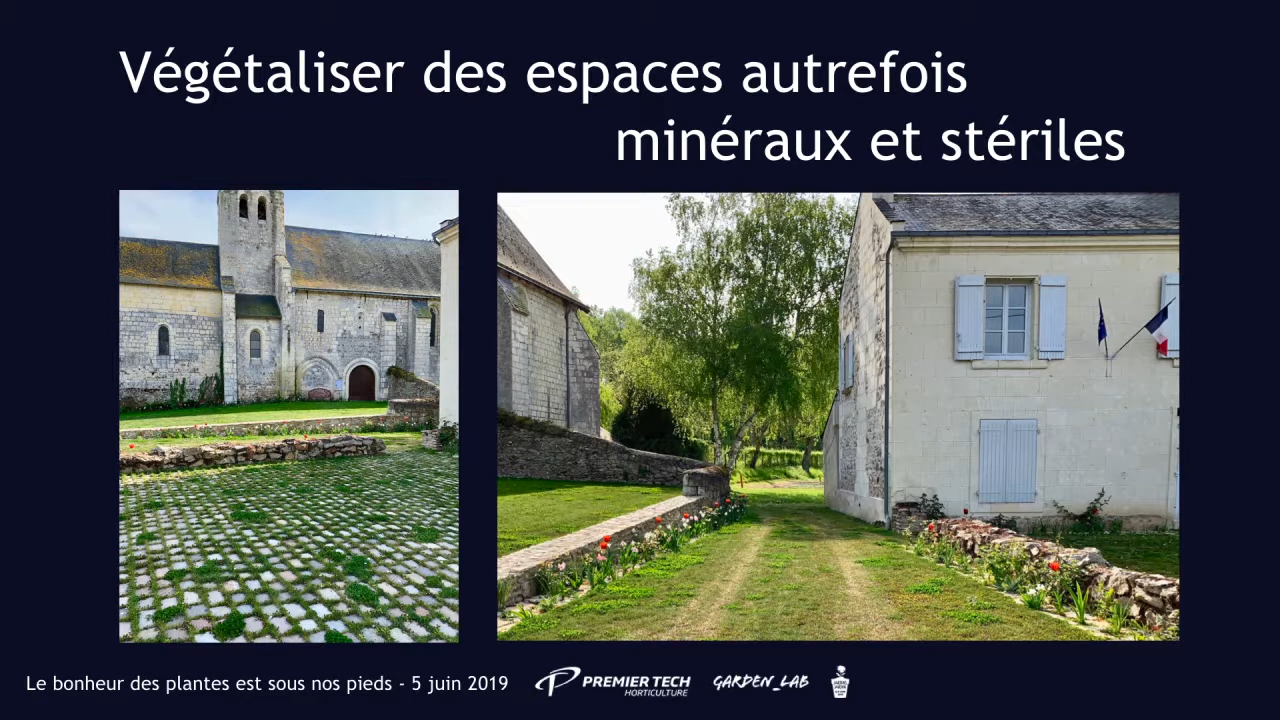 Végétaliser des espaces autrefois
minéraux et stériles
Le bonheur des plantes est sous nos pieds - 5 juin 2019
PREMIER TECH
HORTICULTURE
GARDEN_LAB